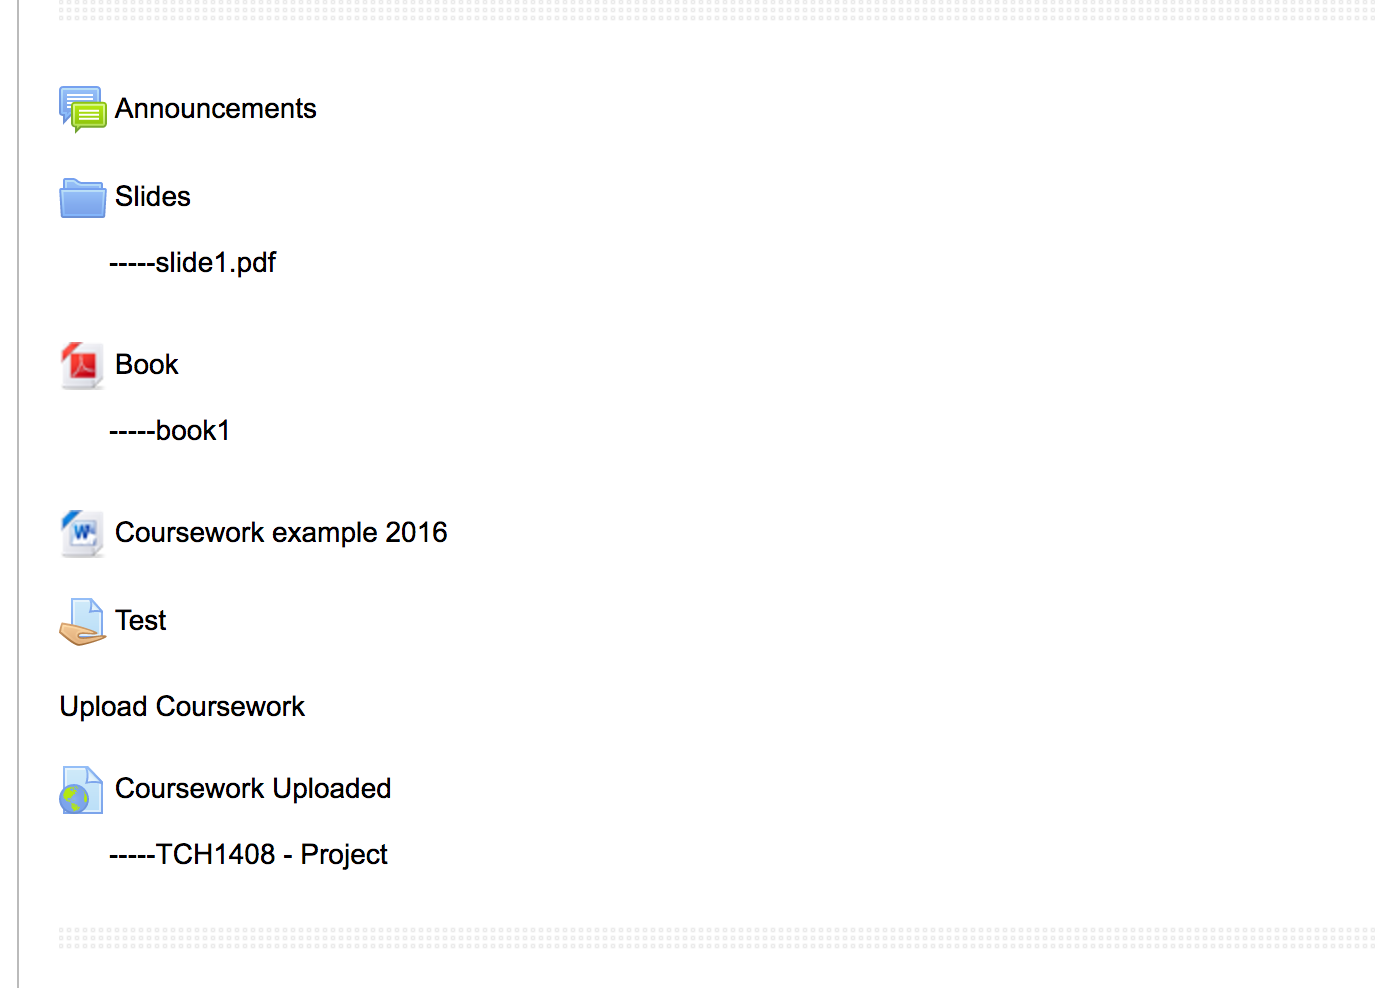 Announcements
Slides
-----slide1.pdf
Book
-----book1
Coursework example 2016
Test
Upload Coursework
Coursework Uploaded
-----TCH1408 - Project